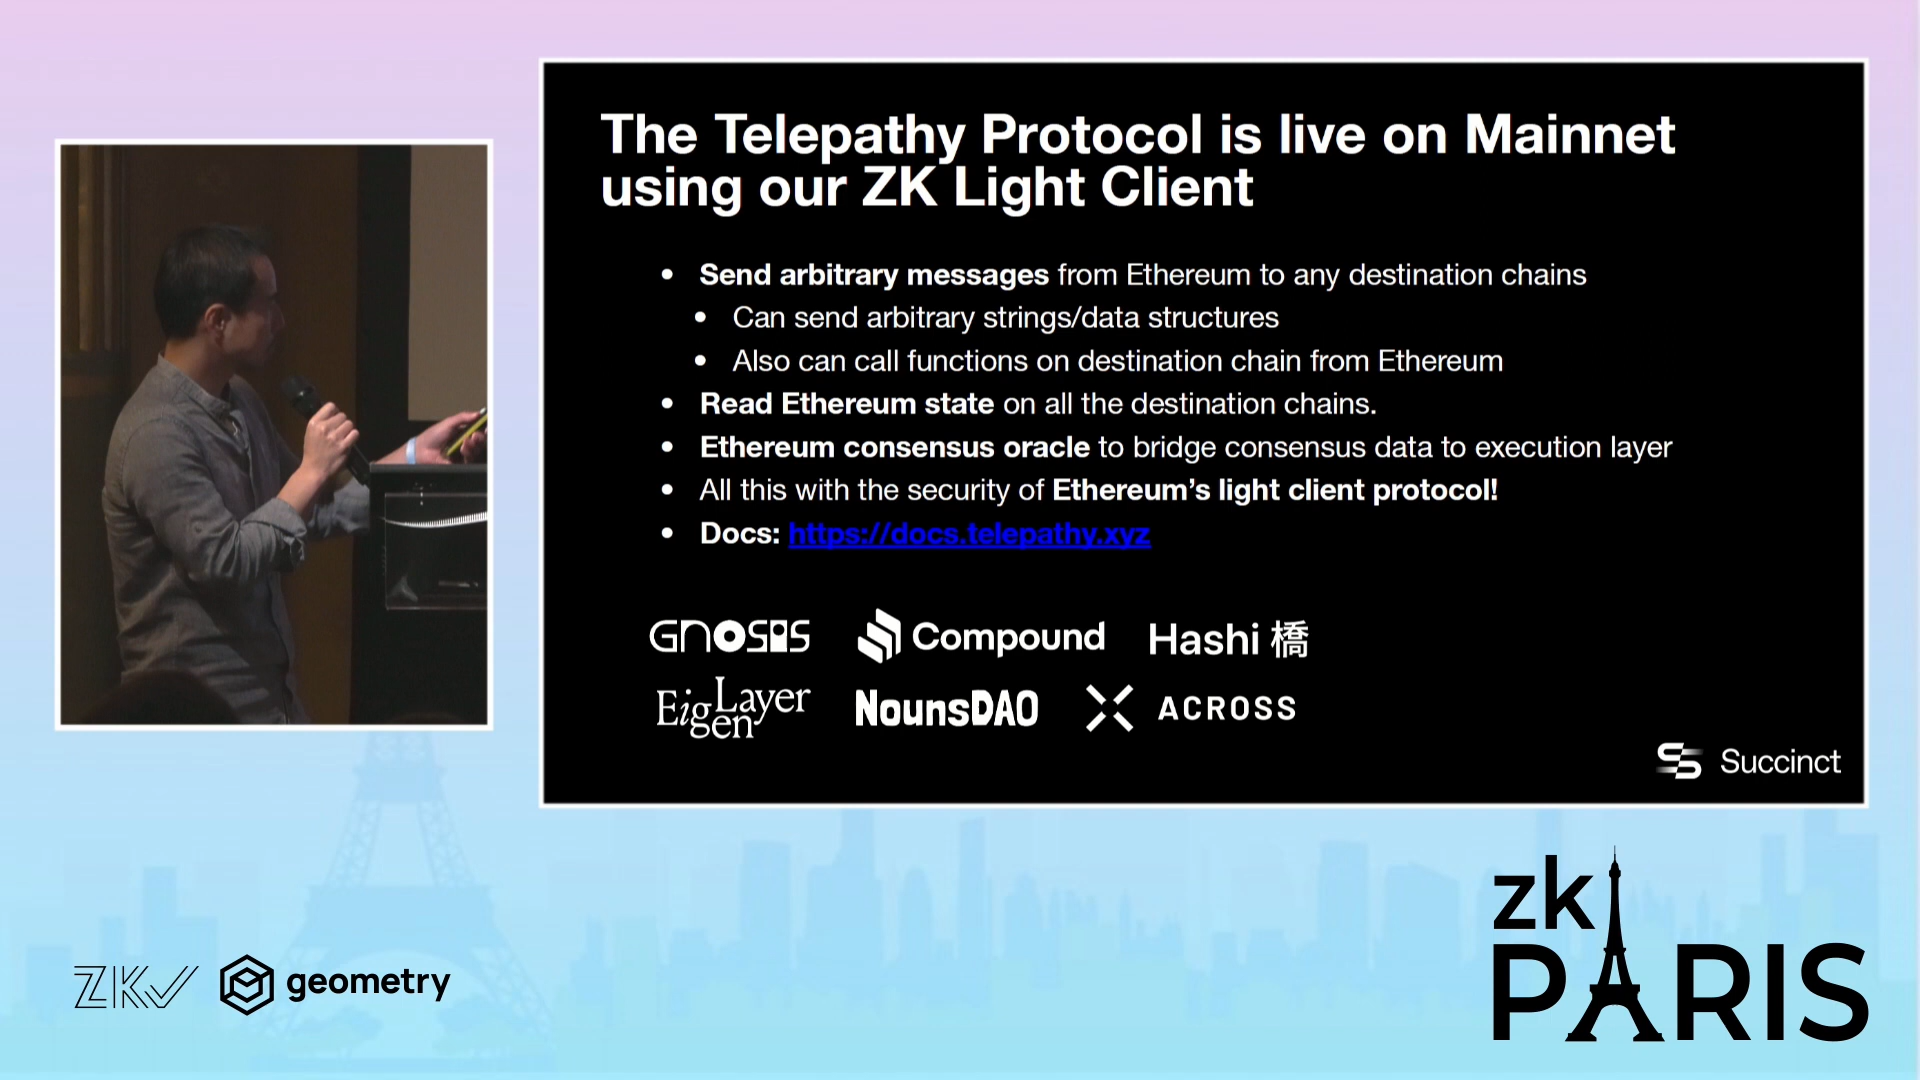 The Telepathy Protocol is live on Mainnet
using our ZK Light Client
Send arbitrary messages from Ethereum to any destination chains
Can send arbitrary strings/data structures
Also can call functions on destination chain from Ethereum
Read Ethereum state on all the destination chains.
Ethereum consensus oracle to bridge consensus data to execution layer
All this with the security of Ethereum’s light client protocol!
Docs: https://docs.telepathy.xyz
GNOSIS
Compound
Hashi 橋
EigenLayer
NounsDAO
ACROSS
Succinct
ZKV
geometry
zk
PARIS